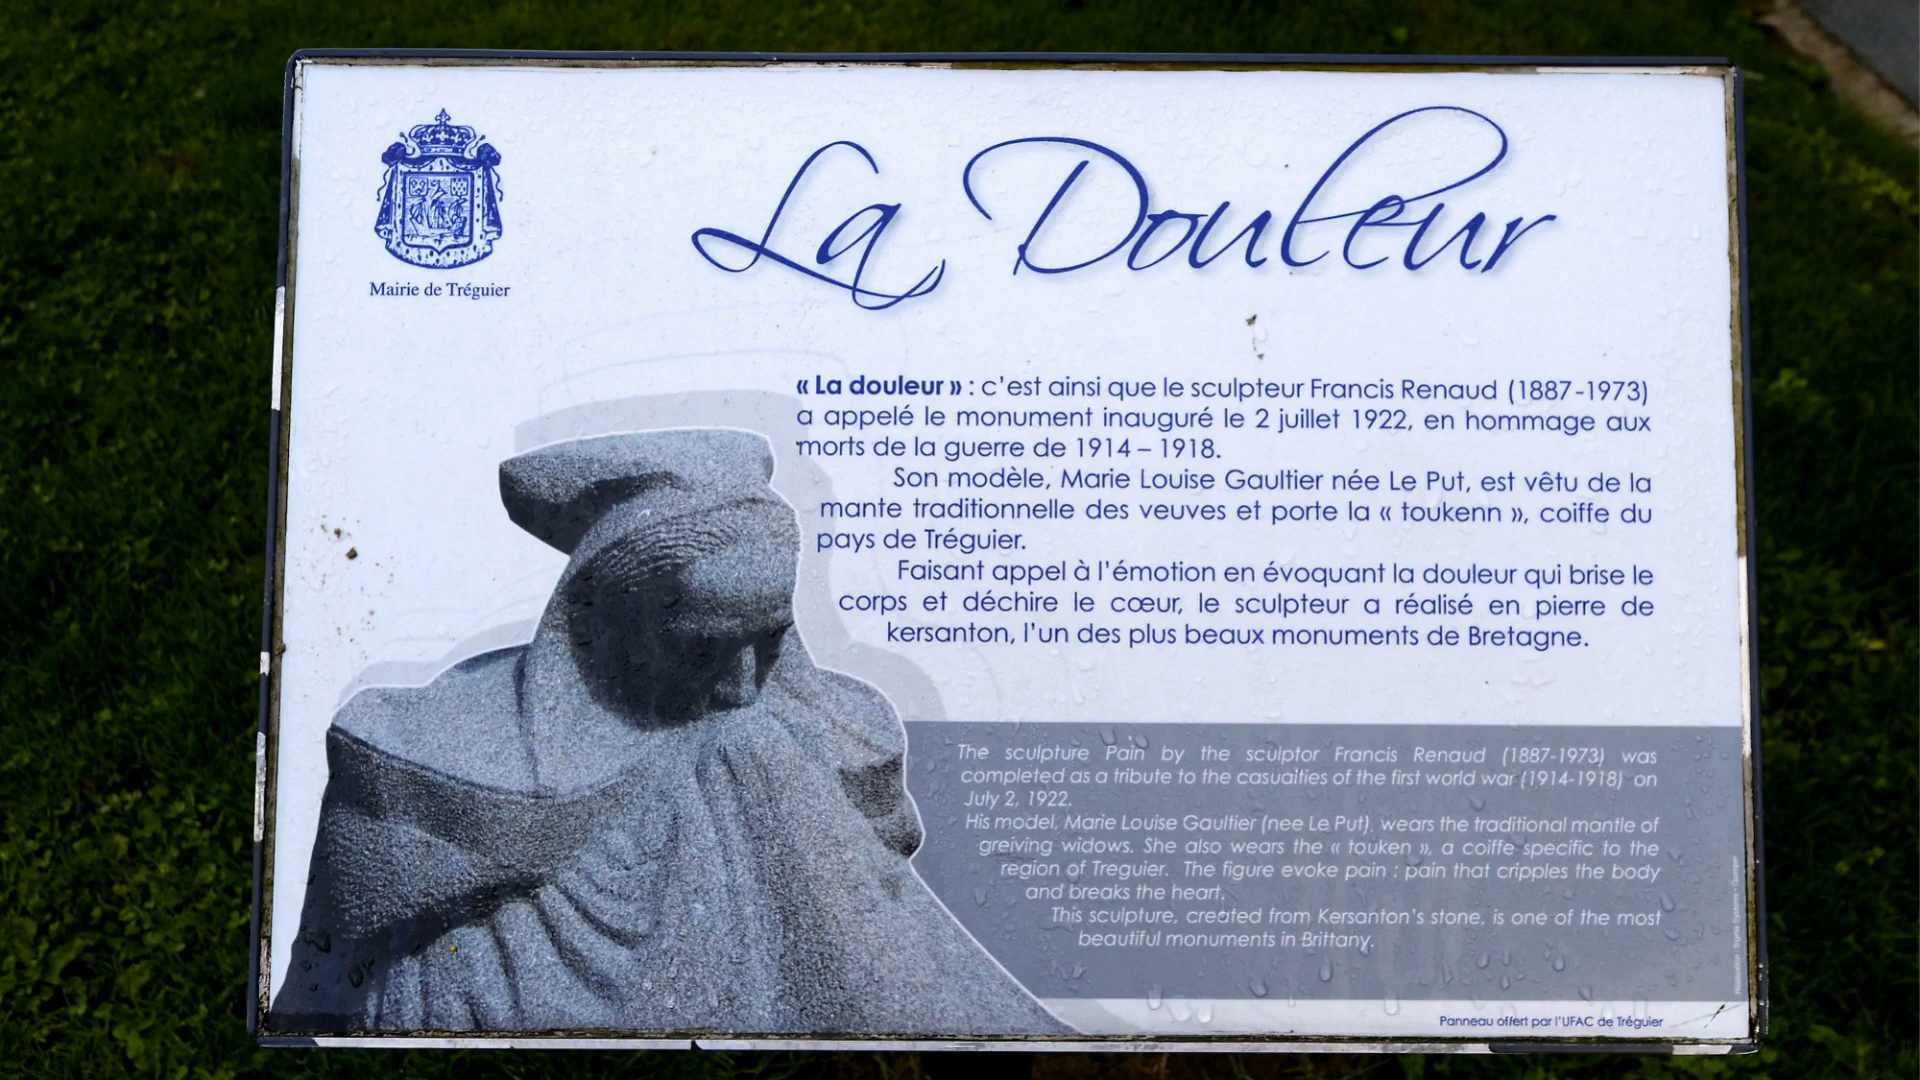 Mairie de Tréguier
La Douleur
« La douleur » : c'est ainsi que le sculpteur Francis Renaud (1887-1973)
a appelé le monument inauguré le 2 juillet 1922, en hommage aux
morts de la guerre de 1914 – 1918.
Son modèle, Marie Louise Gaultier née Le Put, est vêtu de la
mante traditionnelle des veuves et porte la « toukenn », coiffe du
pays de Tréguier.
Faisant appel à l'émotion en évoquant la douleur qui brise le
corps et déchire le cœur, le sculpteur a réalisé en pierre de
kersanton, l'un des plus beaux monuments de Bretagne.
The sculpture Pain by the sculptor Francis Renaud (1887-1973) was
completed as a tribute to the casualties of the first world war (1914-1918) on
July 2, 1922.
His model, Marie Louise Gaultier (nee Le Put), wears the traditional mantle of
greiving widows. She also wears the « touken », a coiffe specific to the
region of Treguier. The figure evoke pain : pain that cripples the body
and breaks the heart.
This sculpture, created from Kersanton's stone, is one of the most
beautiful monuments in Brittany.
Panneau offert par l'UFAC de Tréguier